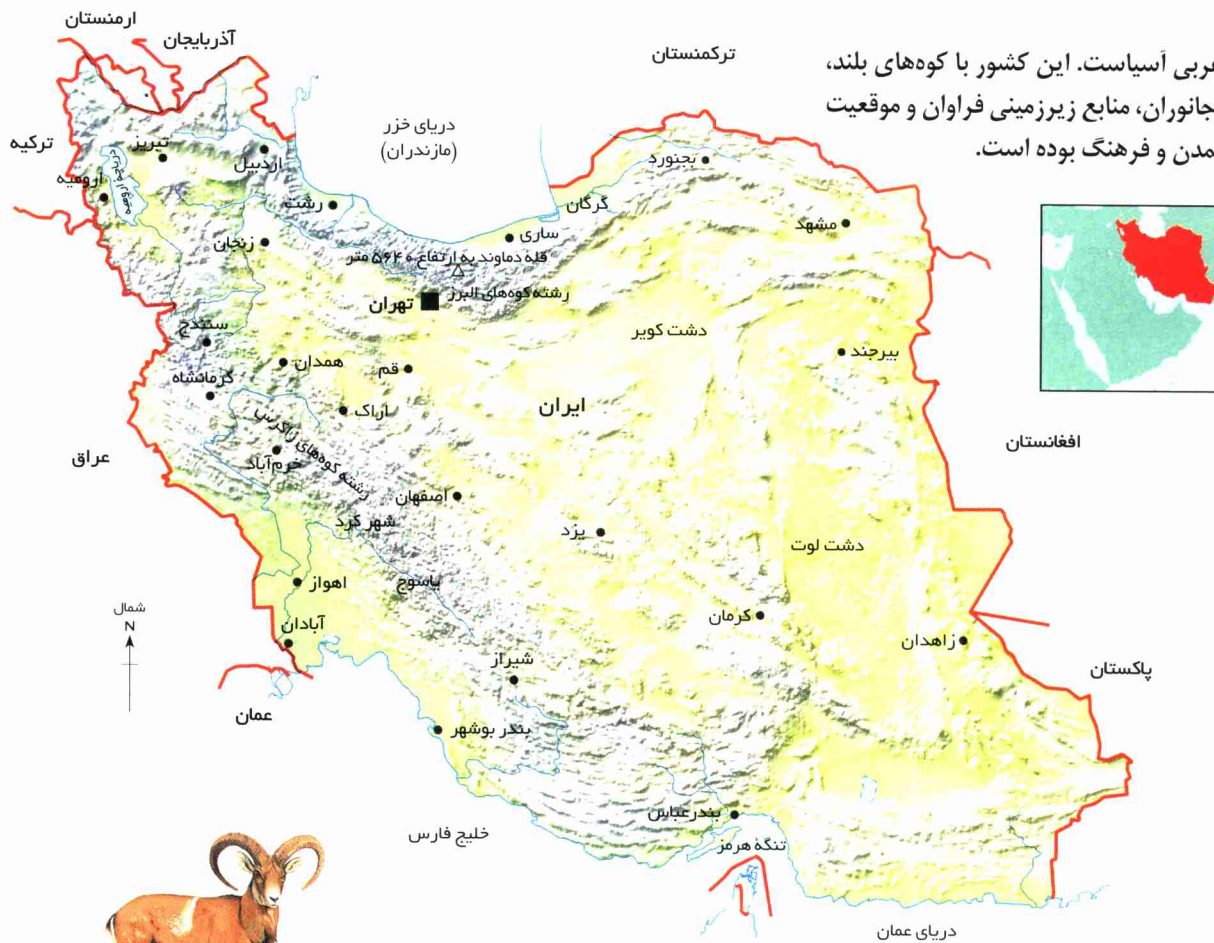 ارمنستان
آذربایجان
ترکمنستان
غربی آسیاست. این کشور با کوه‌های بلند،
جانوران، منابع زیرزمینی فراوان و موقعیت
مدن و فرهنگ بوده است.
دریای خزر
(مازندران)
ترکیه
تبریز
اردبیل
بجنورد
ارومیه
دریاچه ارومیه
رشت
گرگان
مشهد
ساری
زنجان
قله دماوند به ارتفاع ۵۶۴۰ متر
رشته کوه‌های البرز
تهران
دشت کویر
سنندج
بیرجند
همدان
قم
کرمانشاه
اراک
ایران
رشته کوه‌های زاگرس
افغانستان
عراق
خرم‌آباد
اصفهان
شهر کرد
یزد
دشت لوت
یاسوج
اهواز
شمال
N
کرمان
آبادان
زاهدان
شیراز
پاکستان
عمان
بندر بوشهر
بندرعباس
خلیج فارس
تنگهٔ هرمز
دریای عمان